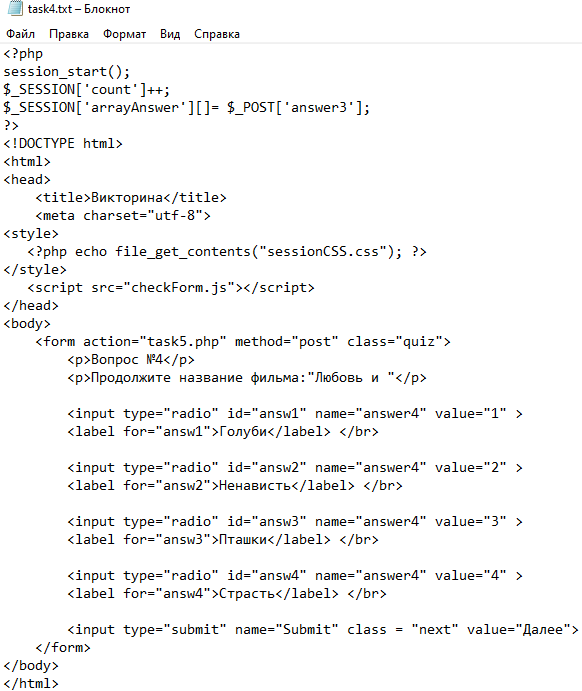 task4.txt – Блокнот
Файл Правка Формат Вид Справка
<?php
session_start();
$_SESSION['count']++;
$_SESSION['arrayAnswer'][]= $_POST['answer3'];
?>
<!DOCTYPE html>
<html>
<head>
    <title>Викторина</title>
    <meta charset="utf-8">
<style>
   <?php echo file_get_contents("sessionCSS.css"); ?>
</style>
   <script src="checkForm.js"></script>
</head>
<body>
    <form action="task5.php" method="post" class="quiz">
        <p>Вопрос №4</p>
        <p>Продолжите название фильма:"Любовь и "</p>

        <input type="radio" id="answ1" name="answer4" value="1" >
        <label for="answ1">Голуби</label> </br>

        <input type="radio" id="answ2" name="answer4" value="2" >
        <label for="answ2">Ненависть</label> </br>

        <input type="radio" id="answ3" name="answer4" value="3" >
        <label for="answ3">Пташки</label> </br>

        <input type="radio" id="answ4" name="answer4" value="4" >
        <label for="answ4">Страсть</label> </br>

        <input type="submit" name="Submit" class = "next" value="Далее">
    </form>
</body>
</html>